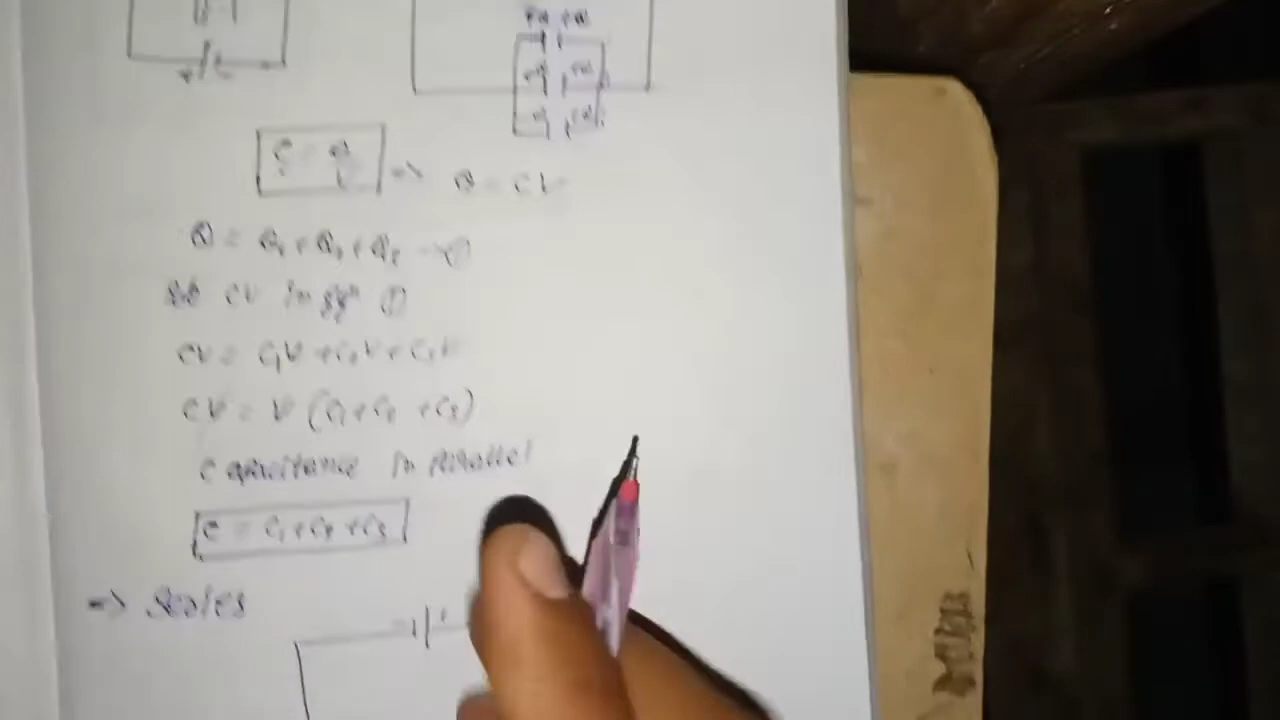 +Q +Q
+Q +Q
C = Q/V => Q = CV
Q = Q₁ + Q₂ + Q₃ → ①
Sub CV in eqⁿ ①
CV = C₁V + C₂V + C₃V
CV = V (C₁ + C₂ + C₃)
Capacitance in Parallel
C = C₁ + C₂ + C₃
=> Series